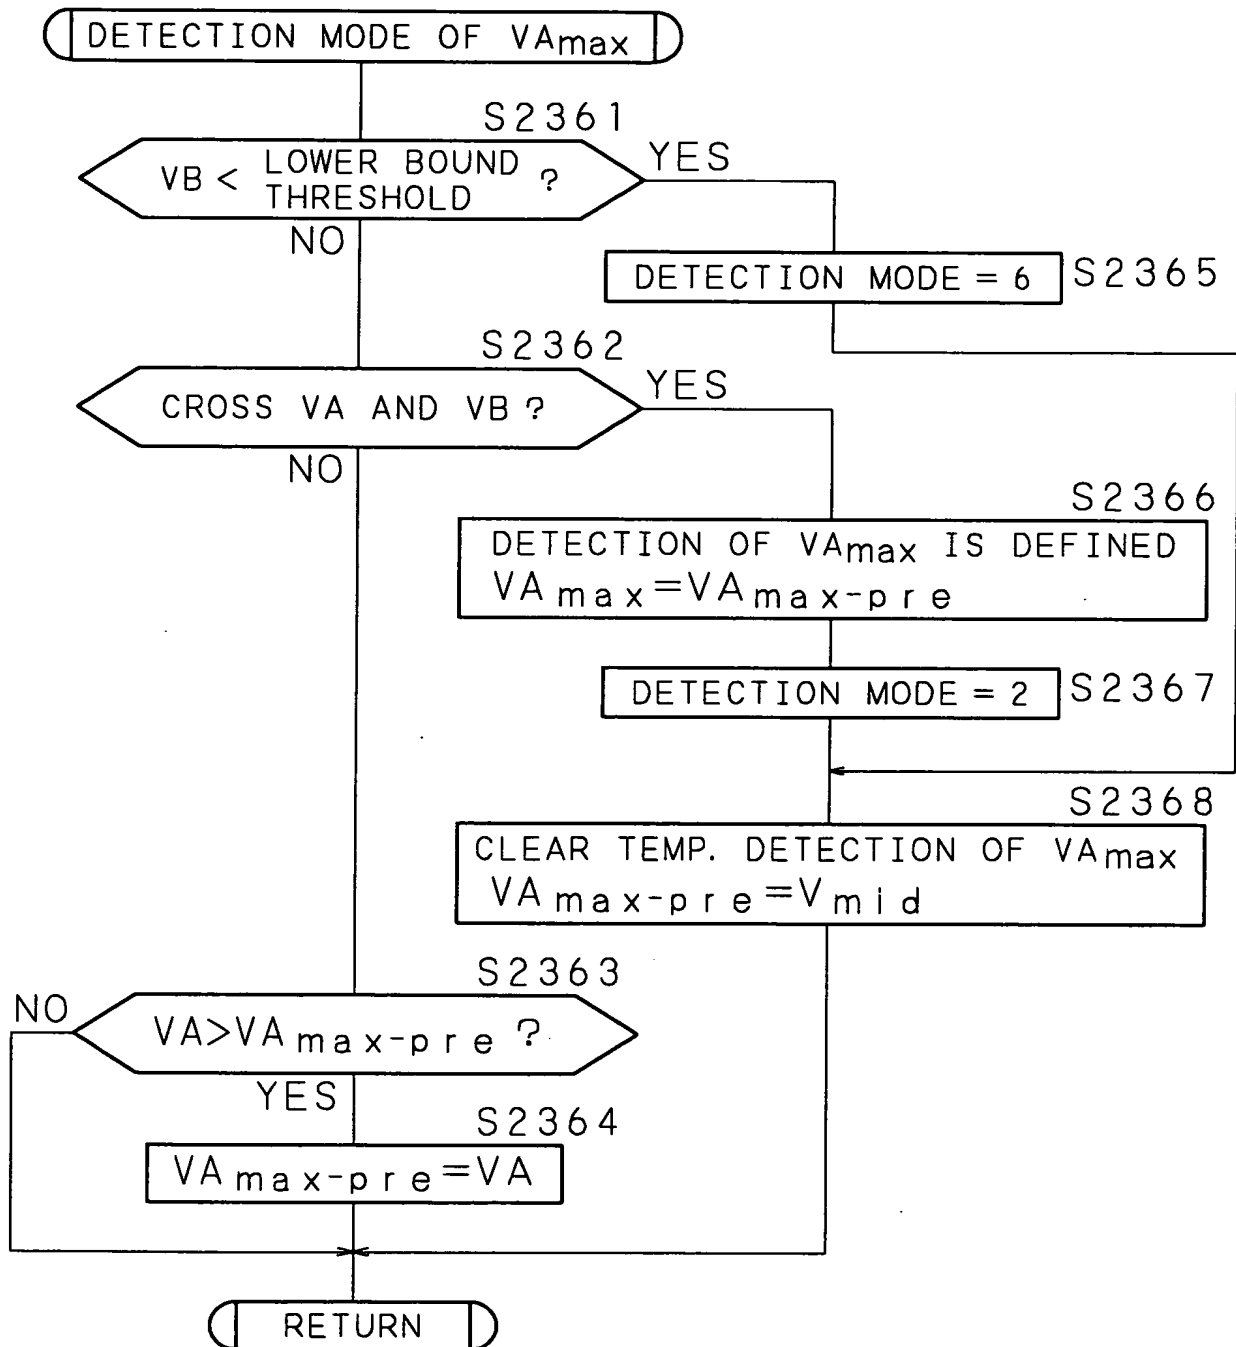 DETECTION MODE OF VAmax
S2361
VB < LOWER BOUND THRESHOLD ?
YES
NO
DETECTION MODE = 6
S2365
S2362
CROSS VA AND VB ?
YES
NO
S2366
DETECTION OF VAmax IS DEFINED
VAmax=VAmax-pre
DETECTION MODE = 2
S2367
S2368
CLEAR TEMP. DETECTION OF VAmax
VAmax-pre=Vmid
S2363
NO
VA>VAmax-pre ?
YES
S2364
VAmax-pre=VA
RETURN